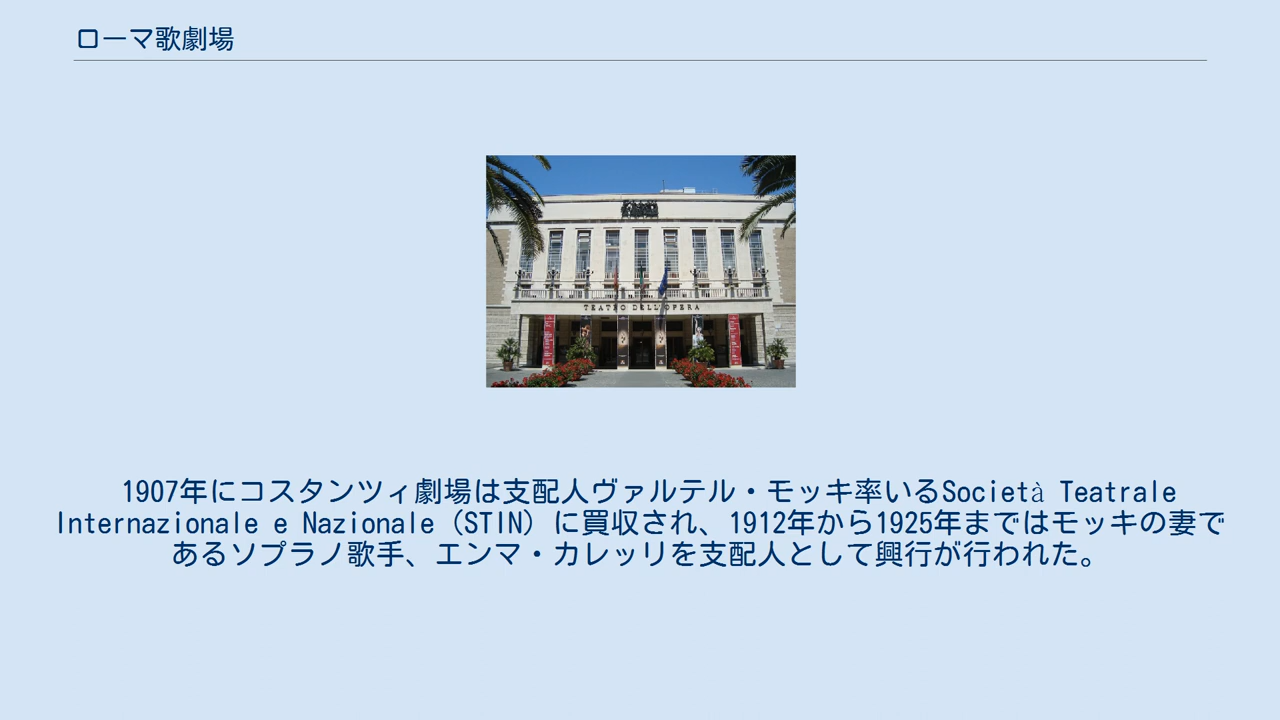 ローマ歌劇場
TEATRO DELL'OPERA
1907年にコスタンツィ劇場は支配人ヴァルテル・モッキ率いるSocietà Teatrale
Internazionale e Nazionale（STIN）に買収され、1912年から1925年まではモッキの妻で
あるソプラノ歌手、エンマ・カレッリを支配人として興行が行われた。